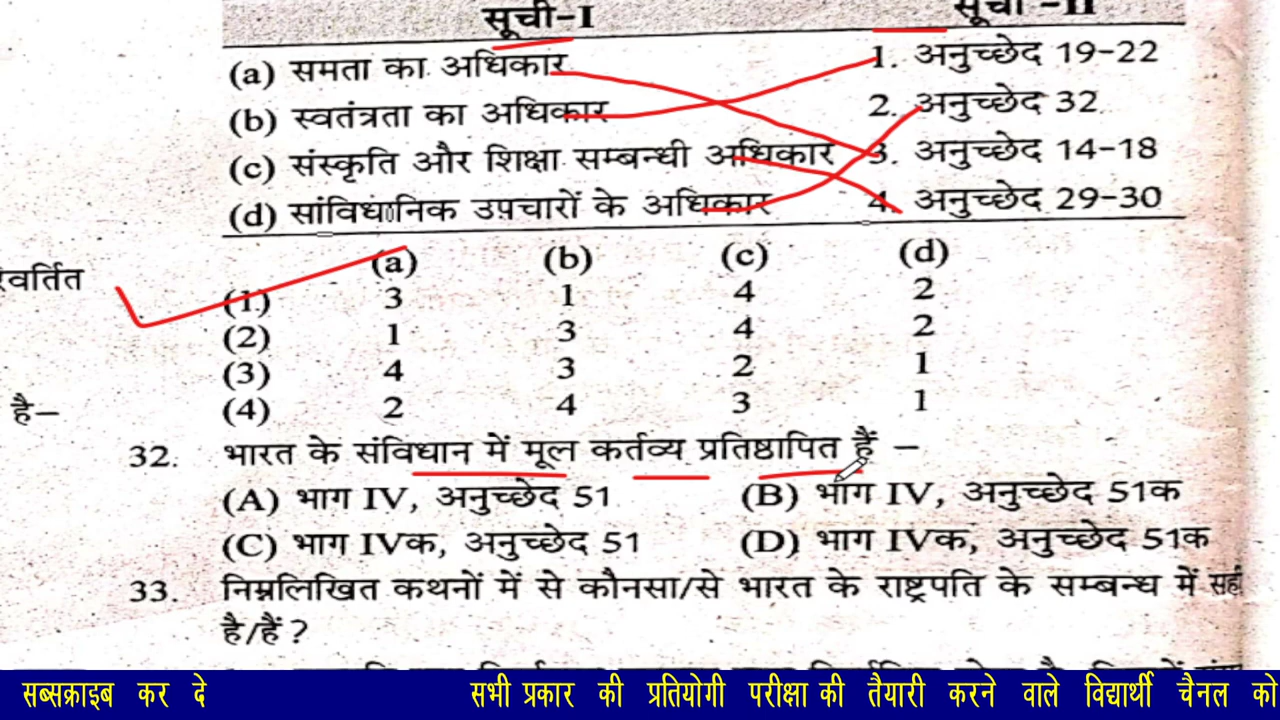 सूची-I सूची -II
(a) समता का अधिकार 1. अनुच्छेद 19-22
(b) स्वतंत्रता का अधिकार 2. अनुच्छेद 32
(c) संस्कृति और शिक्षा सम्बन्धी अधिकार 3. अनुच्छेद 14-18
(d) सांविधानिक उपचारों के अधिकार 4. अनुच्छेद 29-30
(a) (b) (c) (d)
(1) 3 1 4 2
(2) 1 3 4 2
(3) 4 3 2 1
है–
(4) 2 4 3 1
32. भारत के संविधान में मूल कर्तव्य प्रतिष्ठापित हैं –
(A) भाग IV, अनुच्छेद 51 (B) भाग IV, अनुच्छेद 51क
(C) भाग IVक, अनुच्छेद 51 (D) भाग IVक, अनुच्छेद 51क
33. निम्नलिखित कथनों में से कौनसा/से भारत के राष्ट्रपति के सम्बन्ध में सही
है/हैं ?
सब्सक्राइब कर दे सभी प्रकार की प्रतियोगी परीक्षा की तैयारी करने वाले विद्यार्थी चैनल को